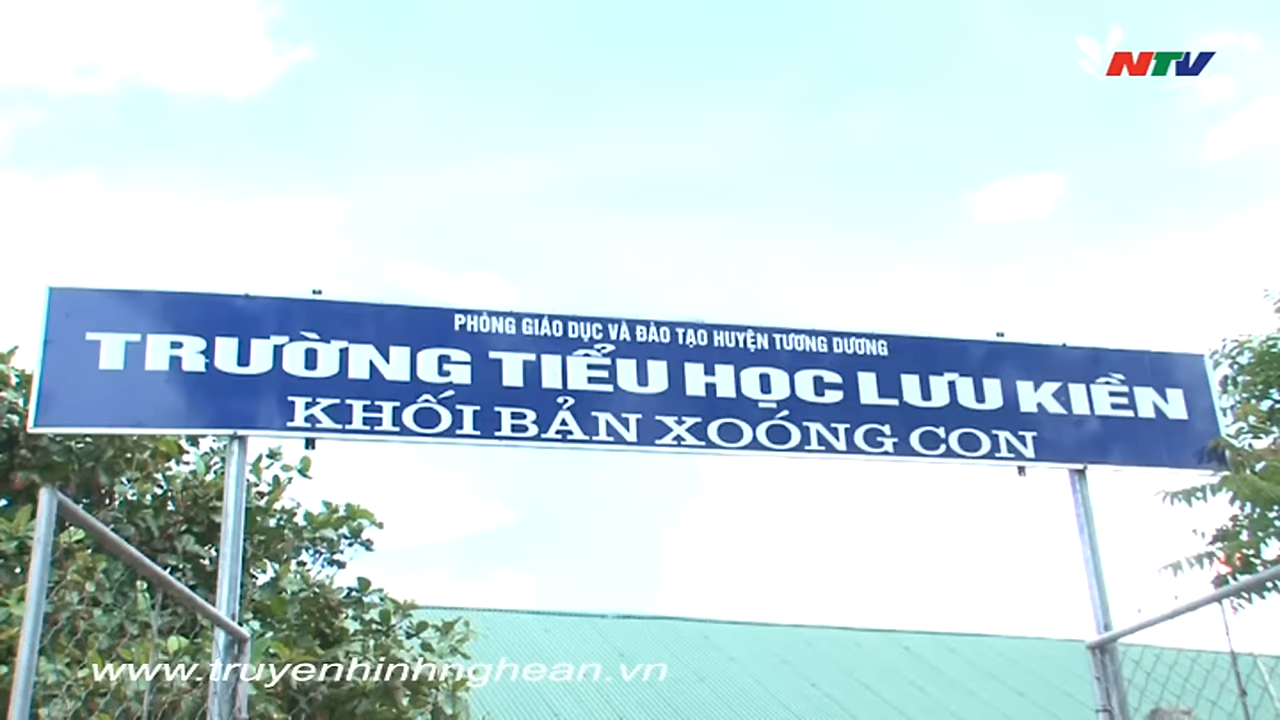 NTV
PHÒNG GIÁO DỤC VÀ ĐÀO TẠO HUYỆN TƯƠNG DƯƠNG
TRƯỜNG TIỂU HỌC LƯU KIỀN
KHỐI BẢN XOÓNG CON
www.truyenhinhnghean.vn